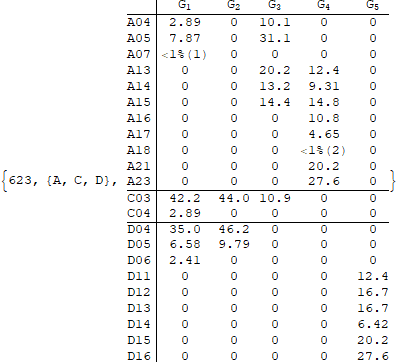 G1 G2 G3 G4 G5
A04 2.89 0 10.1 0 0
A05 7.87 0 31.1 0 0
A07 <1%(1) 0 0 0 0
A13 0 0 20.2 12.4 0
A14 0 0 13.2 9.31 0
A15 0 0 14.4 14.8 0
A16 0 0 0 10.8 0
A17 0 0 0 4.65 0
A18 0 0 0 <1%(2) 0
A21 0 0 0 20.2 0
{623, {A, C, D}, A23 0 0 0 27.6 0 }
C03 42.2 44.0 10.9 0 0
C04 2.89 0 0 0 0
D04 35.0 46.2 0 0 0
D05 6.58 9.79 0 0 0
D06 2.41 0 0 0 0
D11 0 0 0 0 12.4
D12 0 0 0 0 16.7
D13 0 0 0 0 16.7
D14 0 0 0 0 6.42
D15 0 0 0 0 20.2
D16 0 0 0 0 27.6